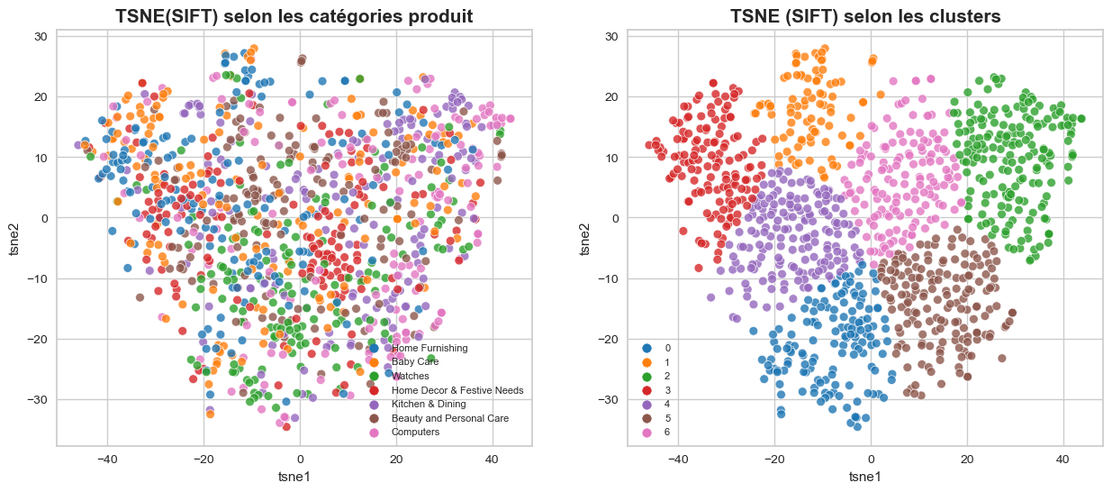 TSNE(SIFT) selon les catégories produit
30
20
10
0
−10
−20
−30
tsne2
−40
−20
0
20
40
tsne1
Home Furnishing
Baby Care
Watches
Home Decor & Festive Needs
Kitchen & Dining
Beauty and Personal Care
Computers
TSNE (SIFT) selon les clusters
30
20
10
0
−10
−20
−30
tsne2
−40
−20
0
20
40
tsne1
0
1
2
3
4
5
6